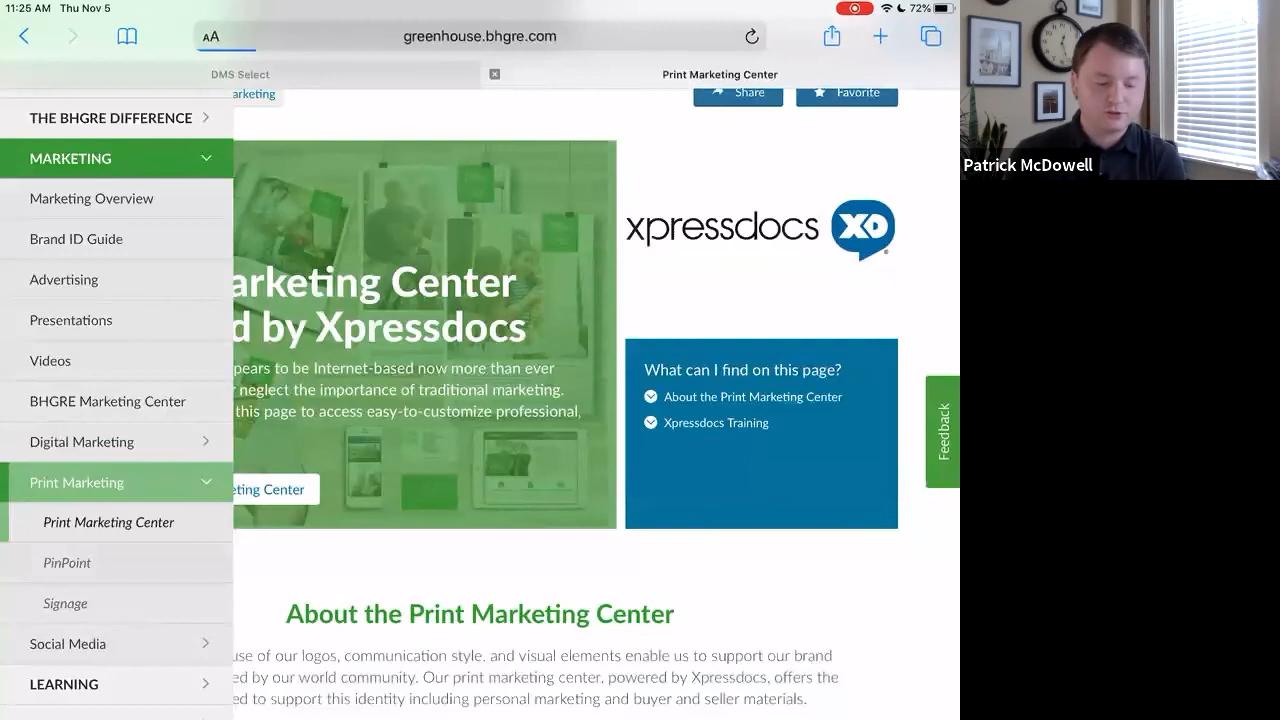 11:25 AM Thu Nov 5
72%
AA
greenhouse.bhgre.com
DMS Select
Print Marketing Center
arketing
Share
Favorite
THE BHGRE DIFFERENCE
MARKETING
Marketing Overview
Brand ID Guide
Advertising
Presentations
Videos
BHGRE Marketing Center
Digital Marketing
Print Marketing
Print Marketing Center
PinPoint
Signage
Social Media
LEARNING
arketing Center
d by Xpressdocs
pears to be Internet-based now more than ever
neglect the importance of traditional marketing.
this page to access easy-to-customize professional,
eting Center
xpressdocs XD
What can I find on this page?
About the Print Marketing Center
Xpressdocs Training
Feedback
About the Print Marketing Center
use of our logos, communication style, and visual elements enable us to support our brand
ed by our world community. Our print marketing center, powered by Xpressdocs, offers the
ed to support this identity including personal marketing and buyer and seller materials.
Patrick McDowell